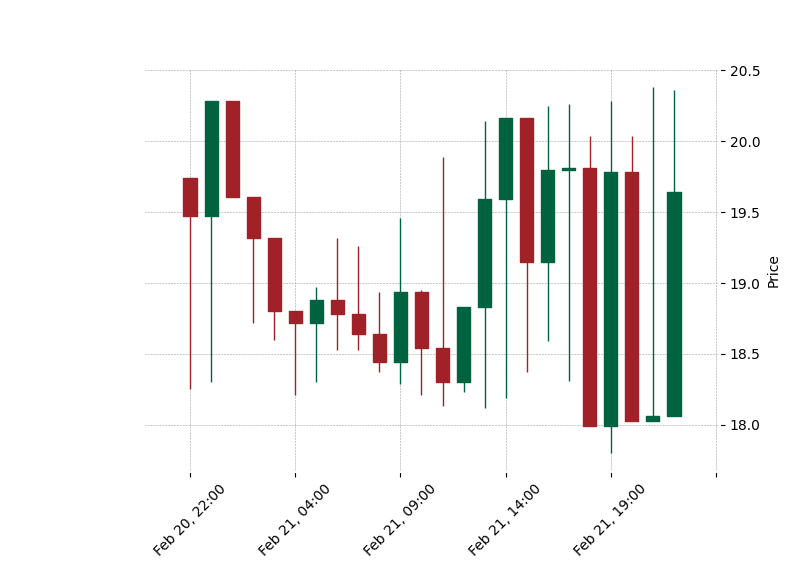 20.5
20.0
19.5
19.0
18.5
18.0
Price
Feb 20, 22:00
Feb 21, 04:00
Feb 21, 09:00
Feb 21, 14:00
Feb 21, 19:00